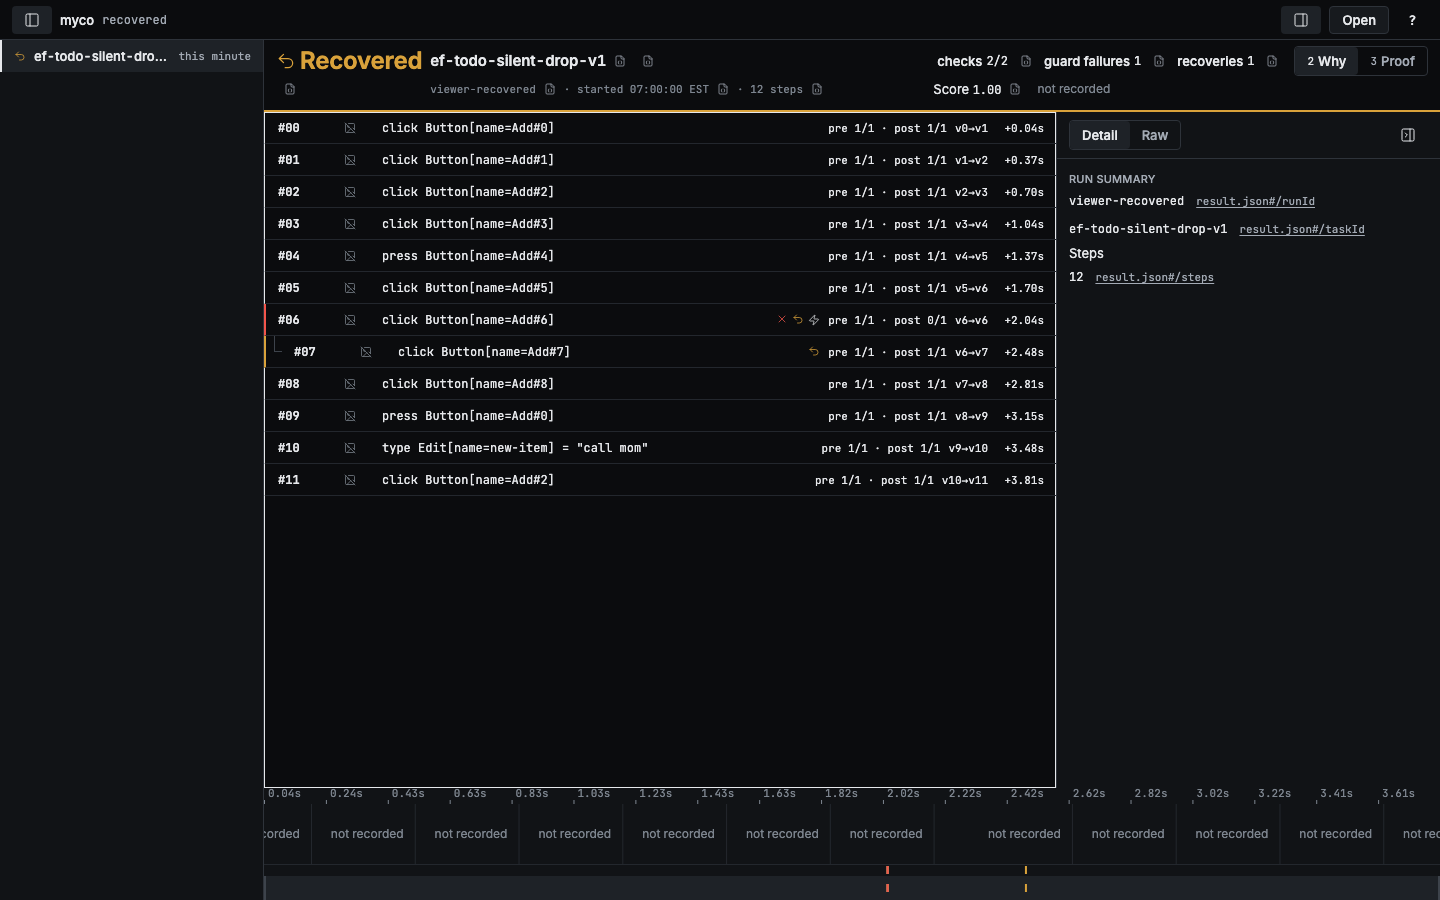 myco recovered Open ?
ef-todo-silent-dro... this minute
Recovered ef-todo-silent-drop-v1 checks 2/2 guard failures 1 recoveries 1 2 Why 3 Proof
viewer-recovered · started 07:00:00 EST · 12 steps Score 1.00 not recorded
#00 click Button[name=Add#0] pre 1/1 · post 1/1 v0→v1 +0.04s
#01 click Button[name=Add#1] pre 1/1 · post 1/1 v1→v2 +0.37s
#02 click Button[name=Add#2] pre 1/1 · post 1/1 v2→v3 +0.70s
#03 click Button[name=Add#3] pre 1/1 · post 1/1 v3→v4 +1.04s
#04 press Button[name=Add#4] pre 1/1 · post 1/1 v4→v5 +1.37s
#05 click Button[name=Add#5] pre 1/1 · post 1/1 v5→v6 +1.70s
#06 click Button[name=Add#6] pre 1/1 · post 0/1 v6→v6 +2.04s
#07 click Button[name=Add#7] pre 1/1 · post 1/1 v6→v7 +2.48s
#08 click Button[name=Add#8] pre 1/1 · post 1/1 v7→v8 +2.81s
#09 press Button[name=Add#0] pre 1/1 · post 1/1 v8→v9 +3.15s
#10 type Edit[name=new-item] = "call mom" pre 1/1 · post 1/1 v9→v10 +3.48s
#11 click Button[name=Add#2] pre 1/1 · post 1/1 v10→v11 +3.81s
Detail Raw
RUN SUMMARY
viewer-recovered result.json#/runId
ef-todo-silent-drop-v1 result.json#/taskId
Steps
12 result.json#/steps
0.04s 0.24s 0.43s 0.63s 0.83s 1.03s 1.23s 1.43s 1.63s 1.82s 2.02s 2.22s 2.42s 2.62s 2.82s 3.02s 3.22s 3.41s 3.61s
corded not recorded not recorded not recorded not recorded not recorded not recorded not recorded not recorded not recorded not recorded not rec